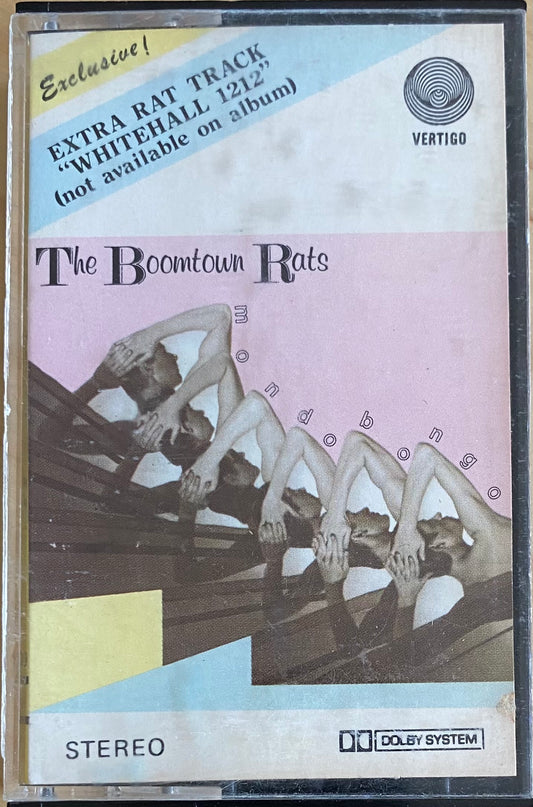 Exclusive!
EXTRA RAT TRACK
"WHITEHALL 1212"
(not available on album)
VERTIGO
The Boomtown Rats
mondobongo
STEREO
DOLBY SYSTEM